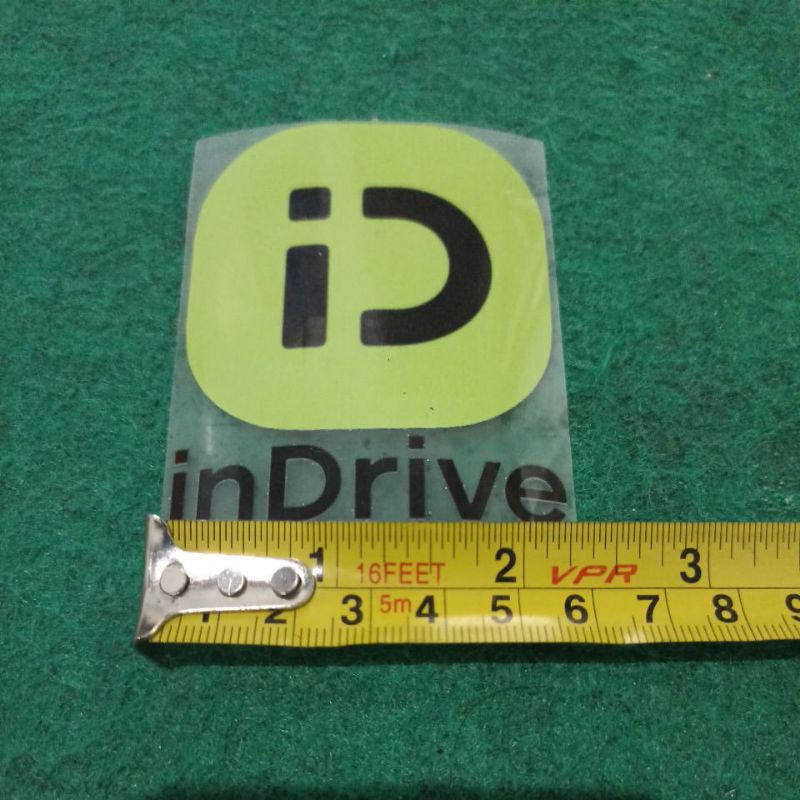 iD
inDrive
1 16FEET 2 VPR 3
1 2 3 5m 4 5 6 7 8 9